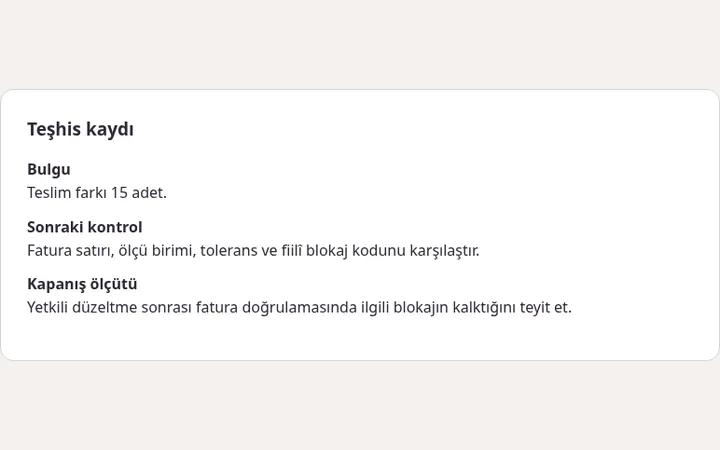 Teşhis kaydı
Bulgu
Teslim farkı 15 adet.
Sonraki kontrol
Fatura satırı, ölçü birimi, tolerans ve fiilî blokaj kodunu karşılaştır.
Kapanış ölçütü
Yetkili düzeltme sonrası fatura doğrulamasında ilgili blokajın kalktığını teyit et.